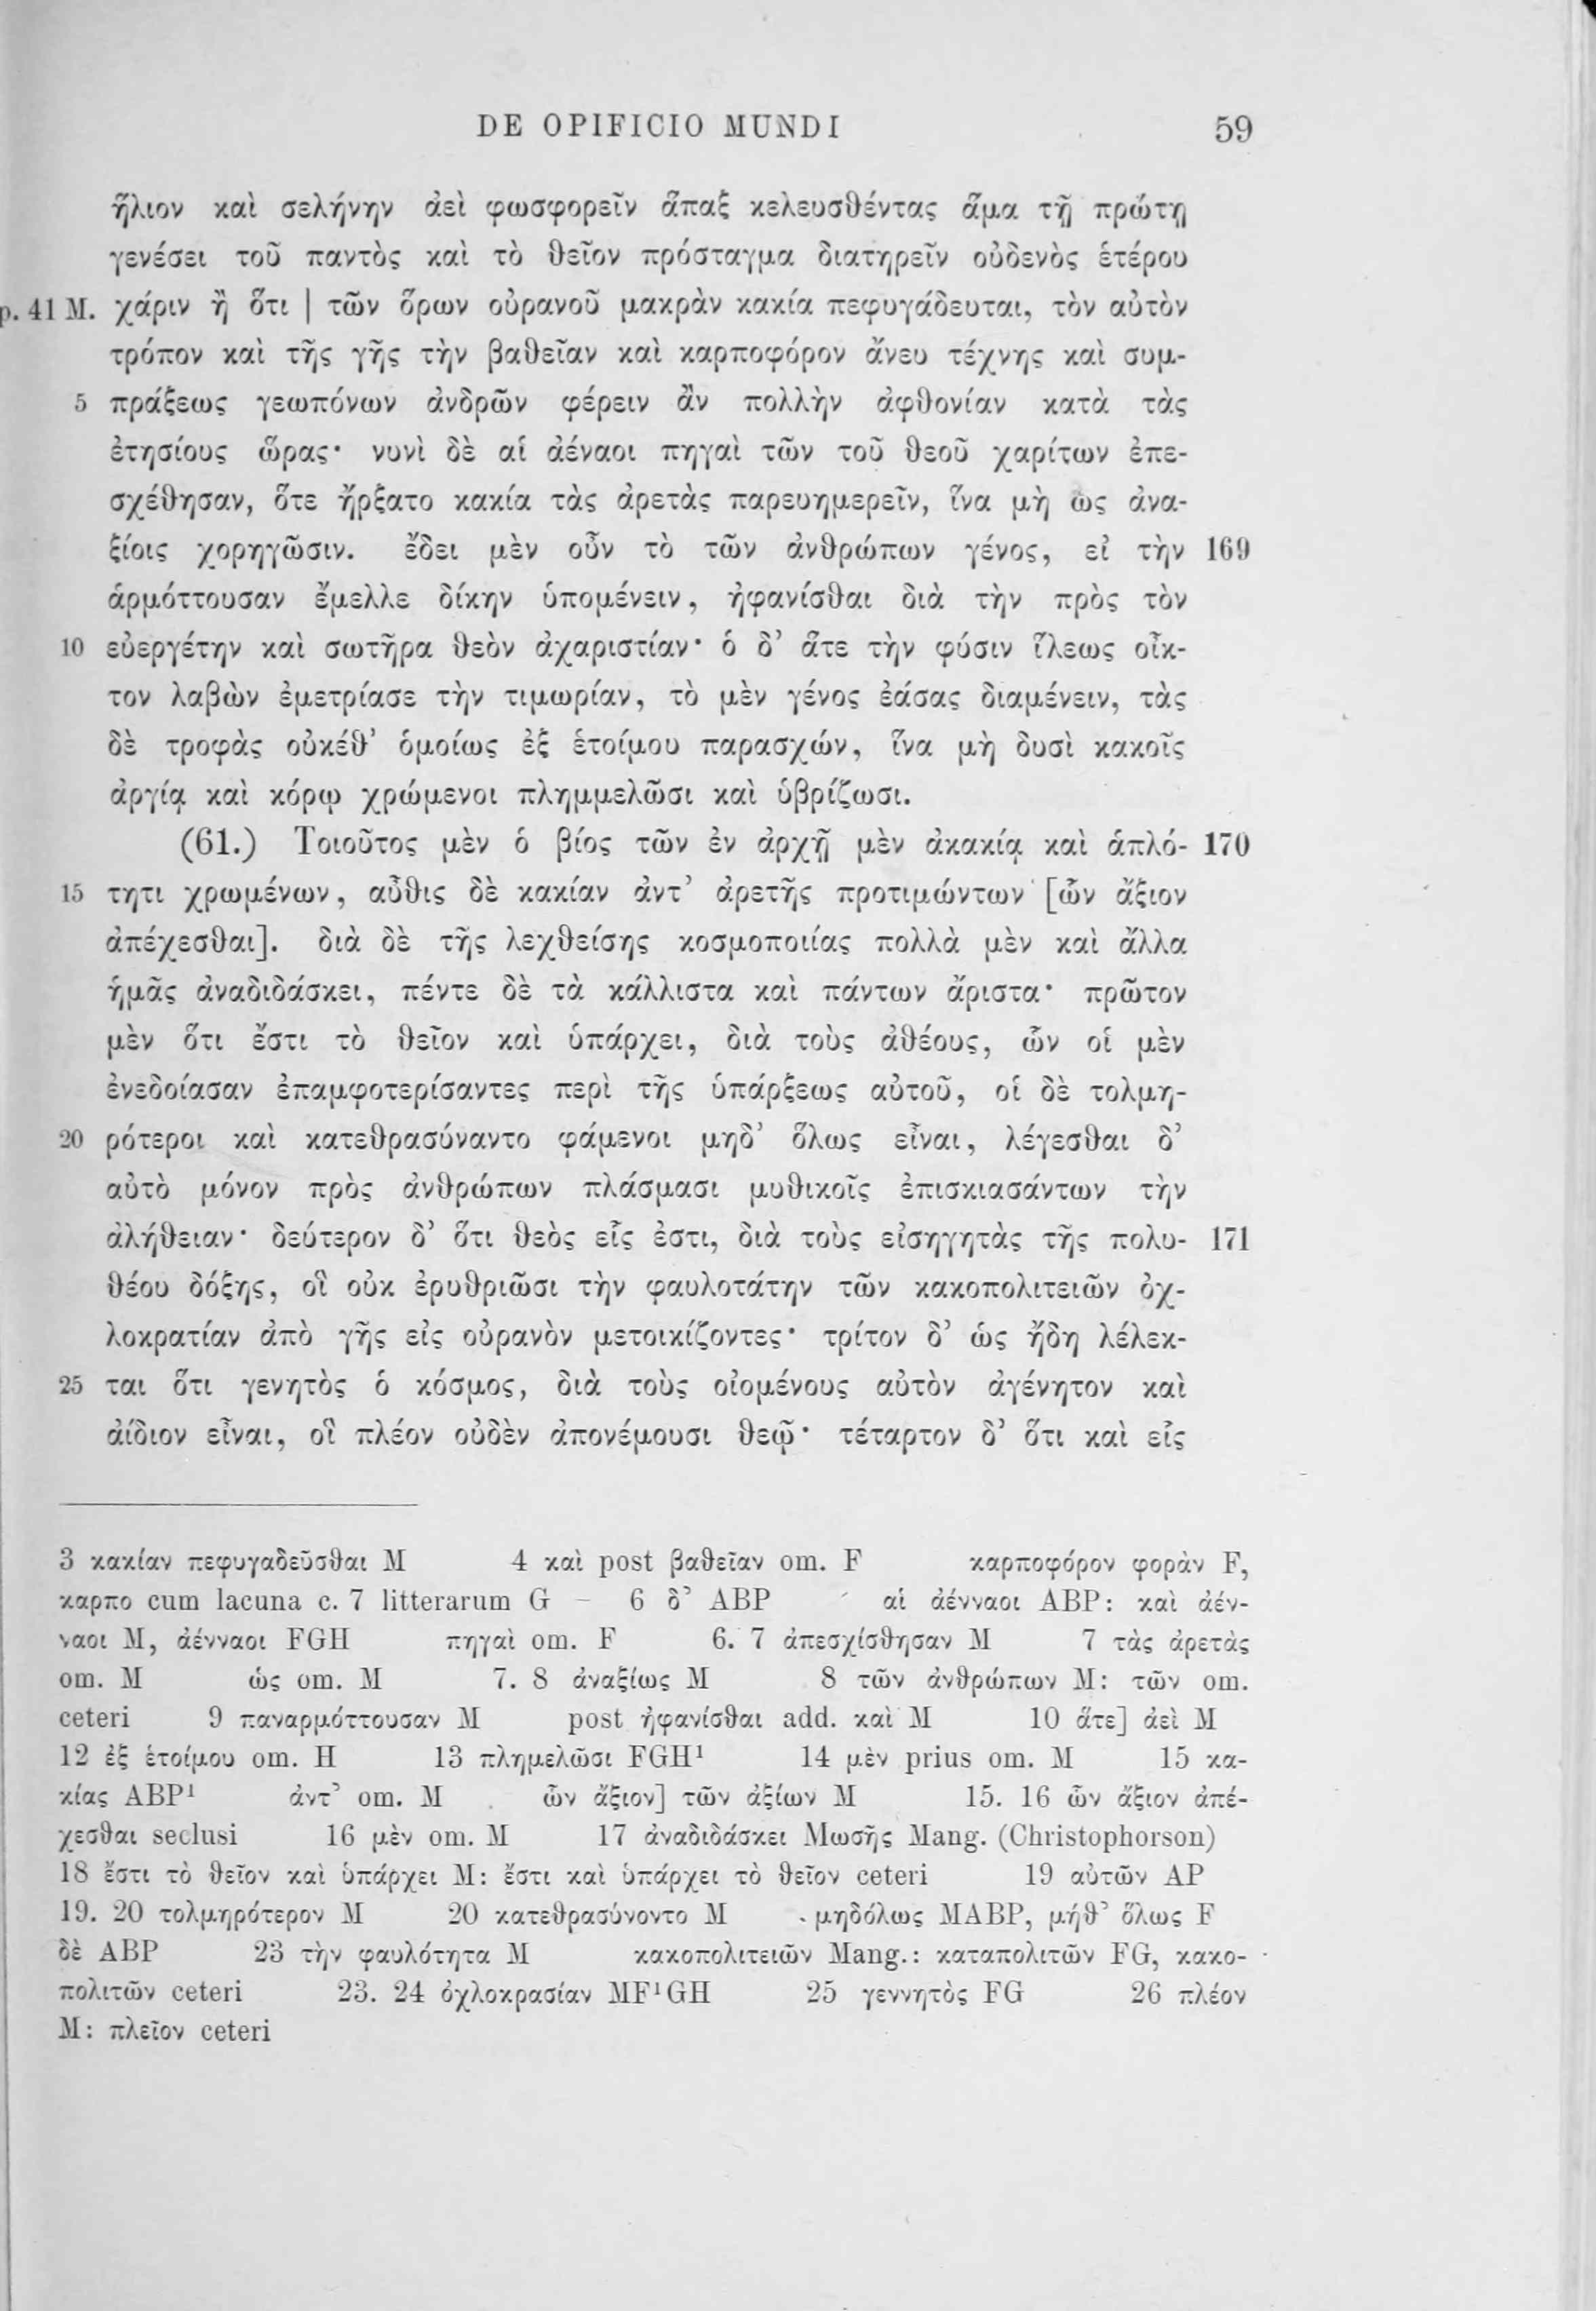 DE OPIFICIO MUNDI 59
ἥλιον καὶ σελήνην ἀεὶ φωσφορεῖν ἅπαξ κελευσθέντας ἅμα τῇ πρώτῃ
γενέσει τοῦ παντὸς καὶ τὸ θεῖον πρόσταγμα διατηρεῖν οὐδενὸς ἑτέρου
p. 41 M. χάριν ἢ ὅτι | τῶν ὅρων οὐρανοῦ μακρὰν κακία πεφυγάδευται, τὸν αὐτὸν
τρόπον καὶ τῆς γῆς τὴν βαθεῖαν καὶ καρποφόρον ἄνευ τέχνης καὶ συμ-
5 πράξεως γεωπόνων ἀνδρῶν φέρειν ἂν πολλὴν ἀφθονίαν κατὰ τὰς
ἐτησίους ὥρας· νυνὶ δὲ αἱ ἀέναοι πηγαὶ τῶν τοῦ θεοῦ χαρίτων ἐπε-
σχέθησαν, ὅτε ἤρξατο κακία τὰς ἀρετὰς παρευημερεῖν, ἵνα μὴ ὡς ἀνα-
ξίοις χορηγῶσιν. ἔδει μὲν οὖν τὸ τῶν ἀνθρώπων γένος, εἰ τὴν 169
ἁρμόττουσαν ἔμελλε δίκην ὑπομένειν, ἠφανίσθαι διὰ τὴν πρὸς τὸν
10 εὐεργέτην καὶ σωτῆρα θεὸν ἀχαριστίαν· ὁ δ’ ἅτε τὴν φύσιν ἵλεως οἶκ-
τον λαβὼν ἐμετρίασε τὴν τιμωρίαν, τὸ μὲν γένος ἐάσας διαμένειν, τὰς
δὲ τροφὰς οὐκέθ’ ὁμοίως ἐξ ἑτοίμου παρασχών, ἵνα μὴ δυσὶ κακοῖς
ἀργίᾳ καὶ κόρῳ χρώμενοι πλημμελῶσι καὶ ὑβρίζωσι.
(61.) Τοιοῦτος μὲν ὁ βίος τῶν ἐν ἀρχῇ μὲν ἀκακίᾳ καὶ ἁπλό- 170
15 τητι χρωμένων, αὖθις δὲ κακίαν ἀντ’ ἀρετῆς προτιμώντων [ὧν ἄξιον
ἀπέχεσθαι]. διὰ δὲ τῆς λεχθείσης κοσμοποιίας πολλὰ μὲν καὶ ἄλλα
ἡμᾶς ἀναδιδάσκει, πέντε δὲ τὰ κάλλιστα καὶ πάντων ἄριστα· πρῶτον
μὲν ὅτι ἔστι τὸ θεῖον καὶ ὑπάρχει, διὰ τοὺς ἀθέους, ὧν οἱ μὲν
ἐνεδοίασαν ἐπαμφοτερίσαντες περὶ τῆς ὑπάρξεως αὐτοῦ, οἱ δὲ τολμη-
20 ρότεροι καὶ κατεθρασύναντο φάμενοι μηδ’ ὅλως εἶναι, λέγεσθαι δ’
αὐτὸ μόνον πρὸς ἀνθρώπων πλάσμασι μυθικοῖς ἐπισκιασάντων τὴν
ἀλήθειαν· δεύτερον δ’ ὅτι θεὸς εἷς ἐστι, διὰ τοὺς εἰσηγητὰς τῆς πολυ- 171
θέου δόξης, οἳ οὐκ ἐρυθριῶσι τὴν φαυλοτάτην τῶν κακοπολιτειῶν ὀχ-
λοκρατίαν ἀπὸ γῆς εἰς οὐρανὸν μετοικίζοντες· τρίτον δ’ ὡς ἤδη λέλεκ-
25 ται ὅτι γενητὸς ὁ κόσμος, διὰ τοὺς οἰομένους αὐτὸν ἀγένητον καὶ
ἀίδιον εἶναι, οἳ πλέον οὐδὲν ἀπονέμουσι θεῷ· τέταρτον δ’ ὅτι καὶ εἷς
3 κακίαν πεφυγαδεῦσθαι M 4 καὶ post βαθεῖαν om. F καρποφόρον φορὰν F,
καρπο cum lacuna c. 7 litterarum G 6 δ’ ABP αἱ ἀένναοι ABP: καὶ ἀέν-
ναοι M, ἀένναοι FGH πηγαὶ om. F 6. 7 ἀπεσχίσθησαν M 7 τὰς ἀρετὰς
om. M ὡς om. M 7. 8 ἀναξίως M 8 τῶν ἀνθρώπων M: τῶν om.
ceteri 9 παναρμόττουσαν M post ἠφανίσθαι add. καὶ M 10 ἅτε] ἀεὶ M
12 ἐξ ἑτοίμου om. H 13 πλημελῶσι FGH¹ 14 μὲν prius om. M 15 κα-
κίας ABP¹ ἀντ’ om. M ὧν ἄξιον] τῶν ἀξίων M 15. 16 ὧν ἄξιον ἀπέ-
χεσθαι seclusi 16 μὲν om. M 17 ἀναδιδάσκει Μωσῆς Mang. (Christophorson)
18 ἔστι τὸ θεῖον καὶ ὑπάρχει M: ἔστι καὶ ὑπάρχει τὸ θεῖον ceteri 19 αὐτῶν AP
19. 20 τολμηρότερον M 20 κατεθρασύνοντο M μηδόλως MABP, μήθ’ ὅλως F
δὲ ABP 23 τὴν φαυλότητα M κακοπολιτειῶν Mang.: καταπολιτῶν FG, κακο-
πολιτῶν ceteri 23. 24 ὀχλοκρασίαν MF¹GH 25 γεννητὸς FG 26 πλέον
M: πλεῖον ceteri